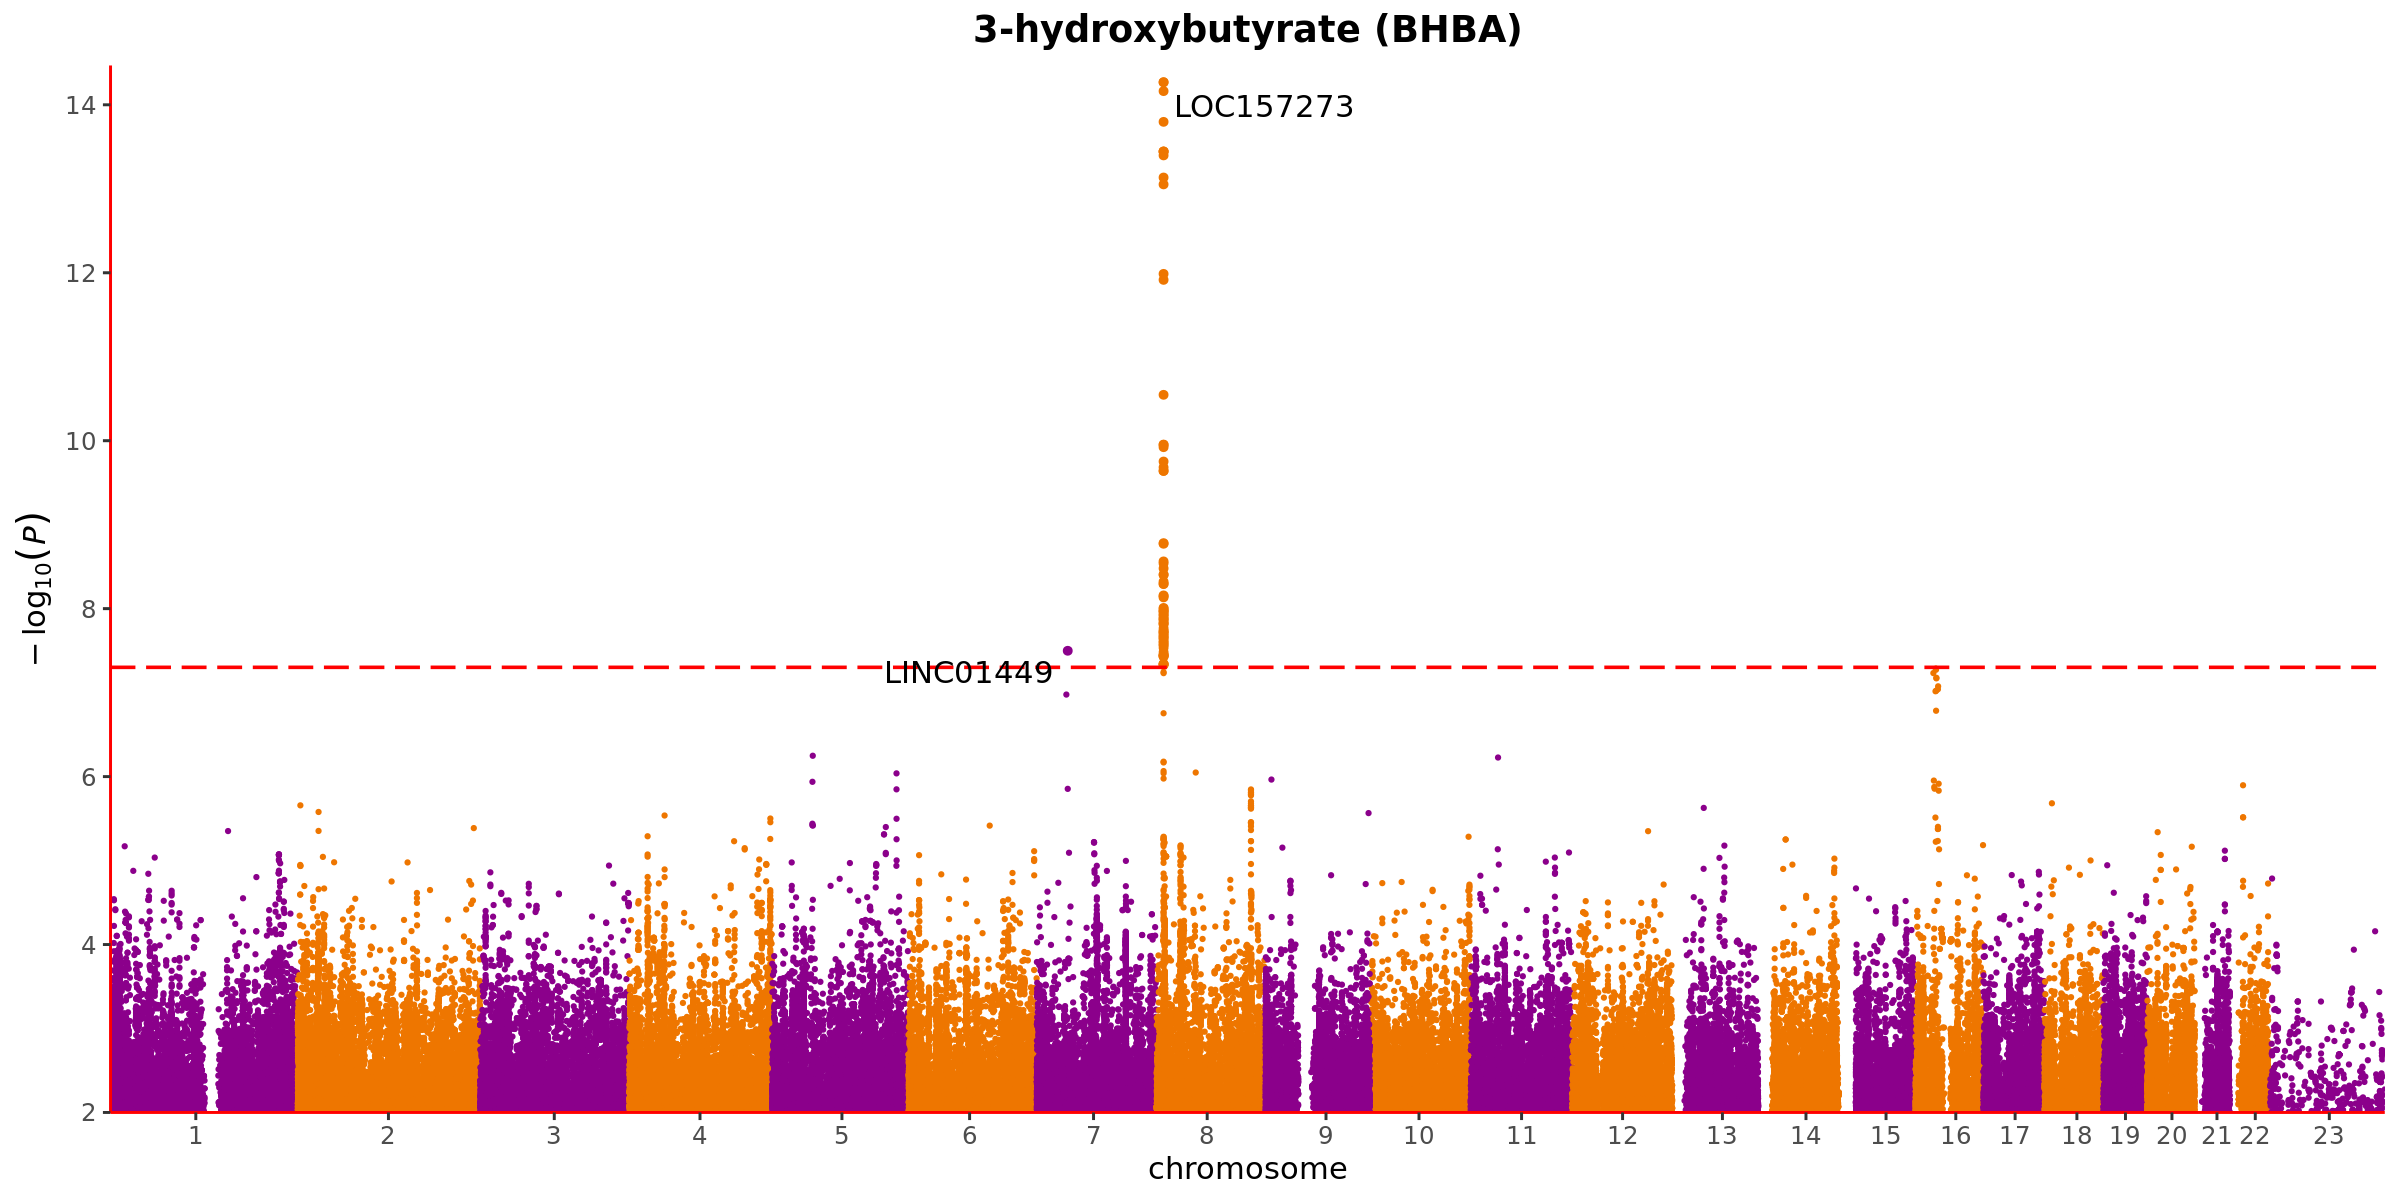 3-hydroxybutyrate (BHBA)
14
12
10
8
6
4
2
− log10(P)
LOC157273
LINC01449
1 2 3 4 5 6 7 8 9 10 11 12 13 14 15 16 17 18 19 20 21 22 23
chromosome